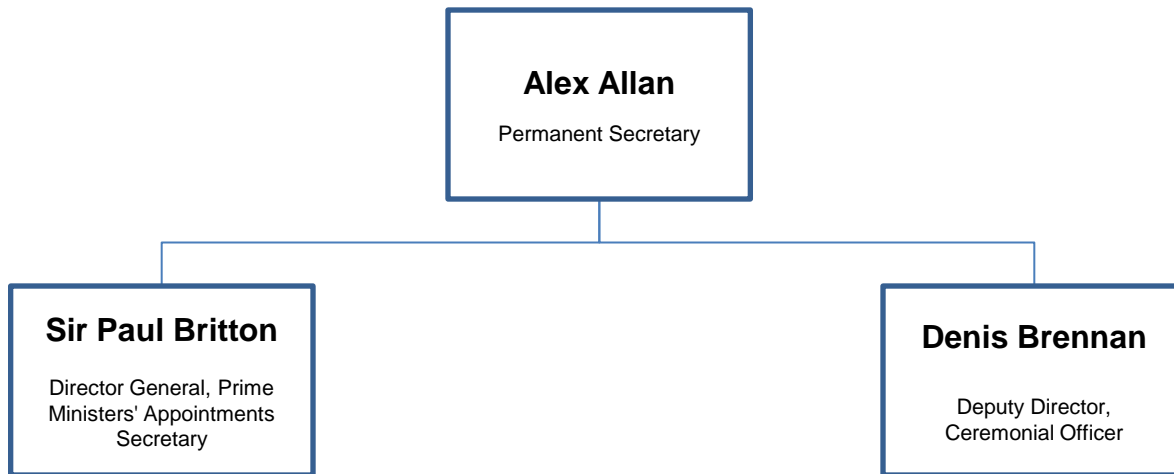 Alex Allan
Permanent Secretary
Sir Paul Britton
Director General, Prime
Ministers' Appointments
Secretary
Denis Brennan
Deputy Director,
Ceremonial Officer